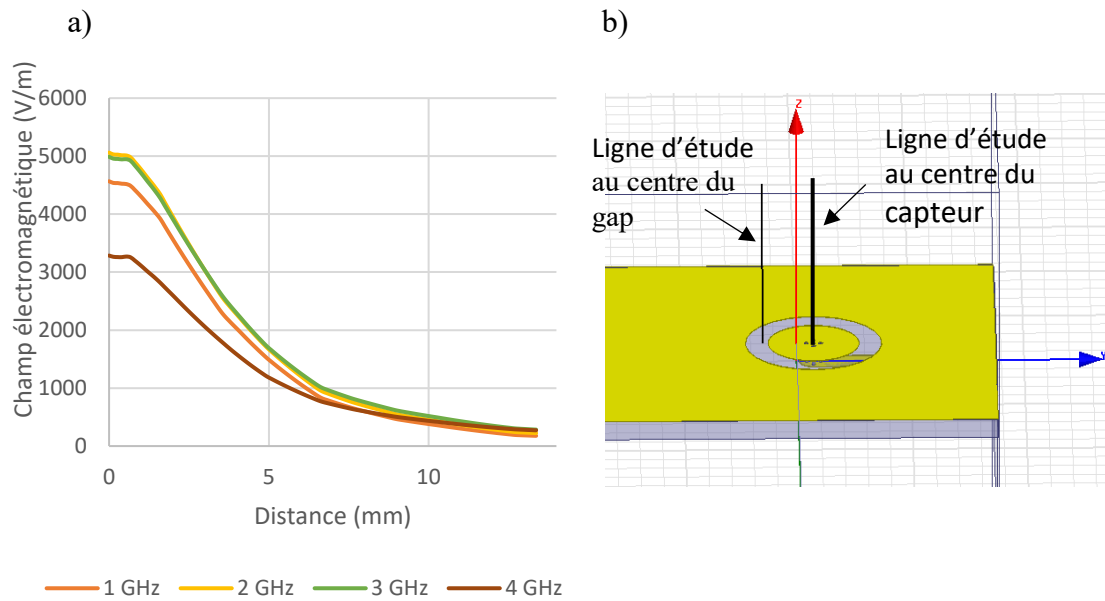 a)
Champ électromagnétique (V/m)
6000
5000
4000
3000
2000
1000
0
0 5 10
Distance (mm)
1 GHz 2 GHz 3 GHz 4 GHz
b)
z
Ligne d’étude
au centre du
gap
Ligne d’étude
au centre du
capteur